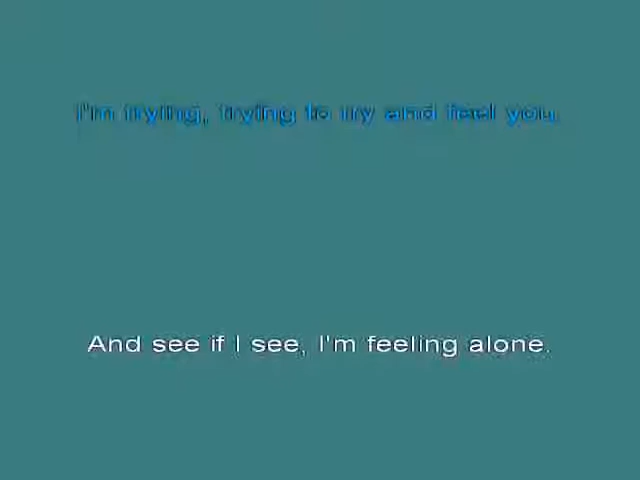 I'm trying, trying to try and feel you.
And see if I see, I'm feeling alone.